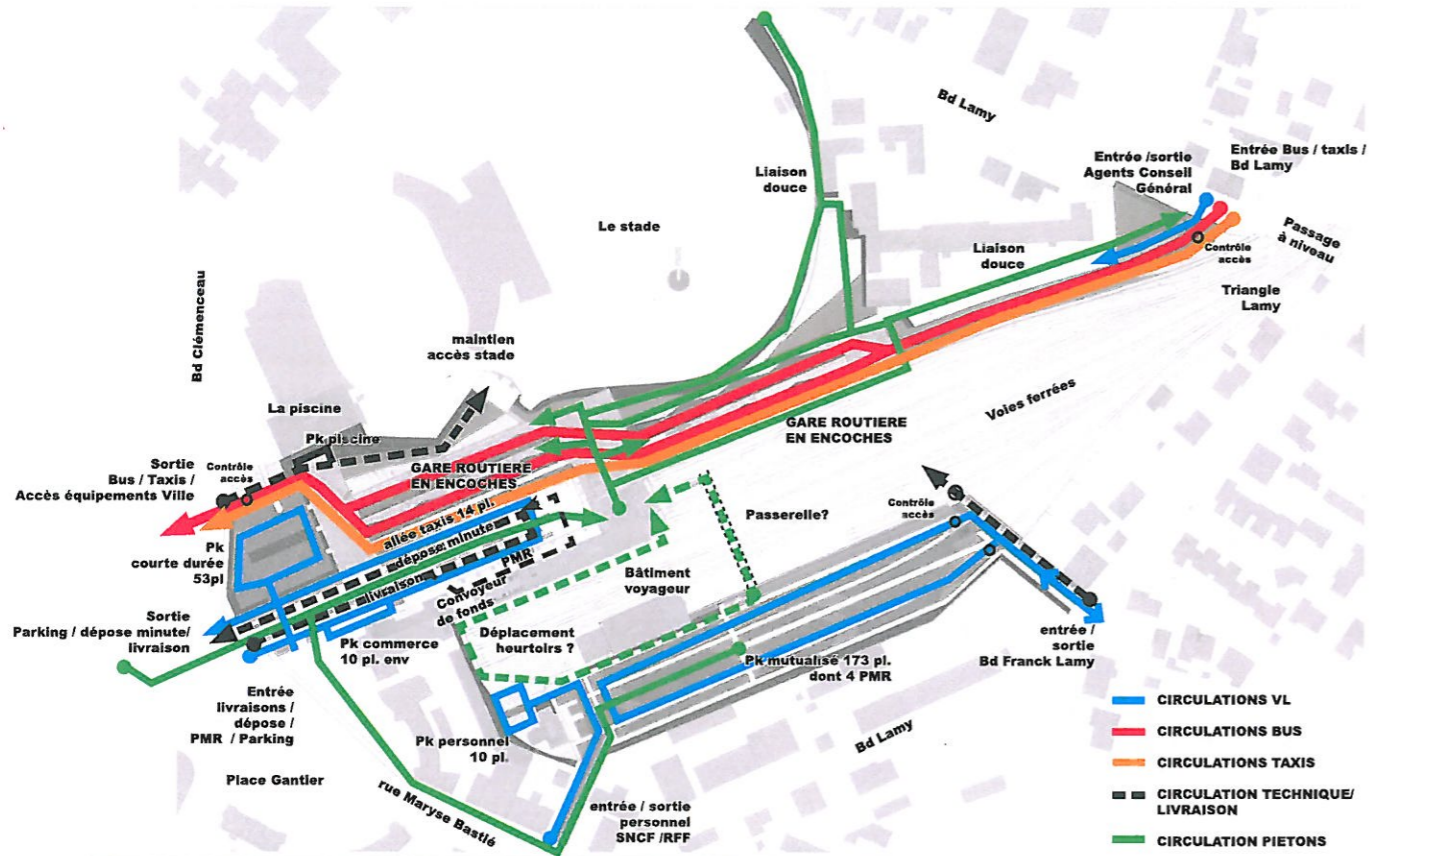 Bd Lamy
Entrée /sortie
Agents Conseil
Général
Entrée Bus / taxis /
Bd Lamy
Liaison
douce
Passage
à niveau
Le stade
Liaison
douce
Contrôle
accès
Triangle
Lamy
Bd Clémenceau
maintien
accès stade
La piscine
Voies ferrées
Pk piscine
GARE ROUTIERE
EN ENCOCHES
Sortie
Bus / Taxis /
Accès équipements Ville
Contrôle
accès
GARE ROUTIERE
EN ENCOCHES
Contrôle
accès
allée taxis 14 pl.
dépose minute
PMR
livraison
Passerelle?
Pk
courte durée
53pl
Convoyeur
de fonds
Bâtiment
voyageur
Sortie
Parking / dépose minute/
livraison
Déplacement
heurtoirs ?
Pk commerce
10 pl. env
entrée /
sortie
Bd Franck Lamy
Pk mutualisé 173 pl.
dont 4 PMR
Entrée
livraisons /
dépose /
PMR / Parking
Pk personnel
10 pl.
Bd Lamy
Place Gantier
rue Maryse Bastié
entrée / sortie
personnel
SNCF /RFF
CIRCULATIONS VL
CIRCULATIONS BUS
CIRCULATIONS TAXIS
CIRCULATION TECHNIQUE/
LIVRAISON
CIRCULATION PIETONS